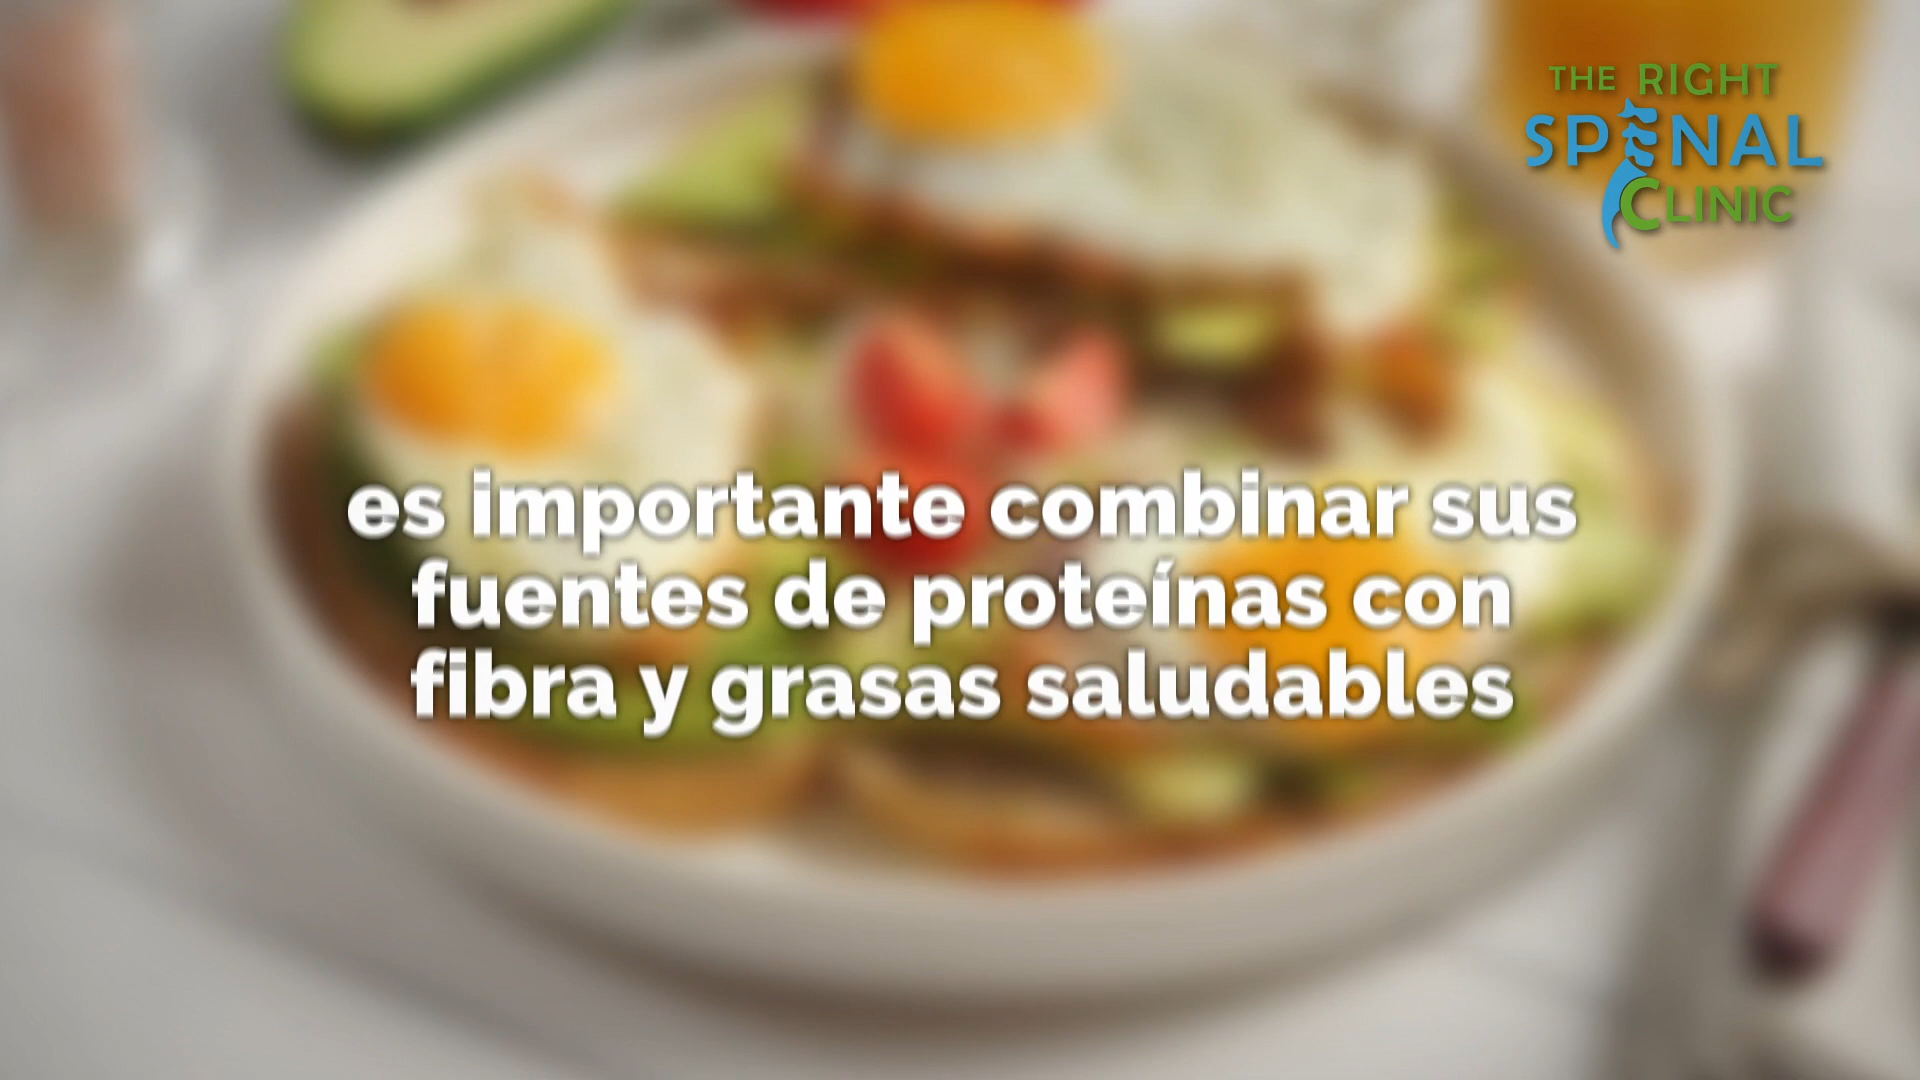 THE RIGHT
SPINAL
CLINIC
es importante combinar sus
fuentes de proteínas con
fibra y grasas saludables